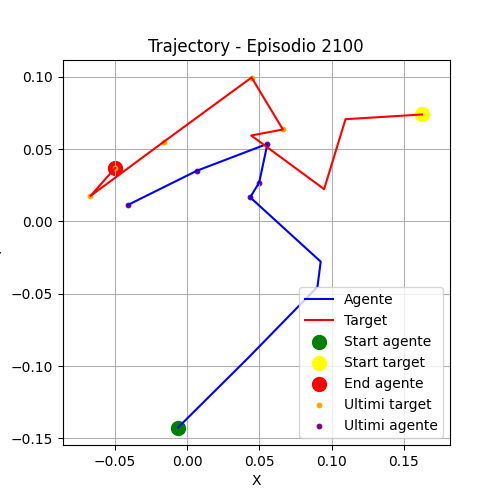 Trajectory - Episodio 2100
0.10
0.05
0.00
−0.05
−0.10
−0.15
Agente
Target
Start agente
Start target
End agente
Ultimi target
Ultimi agente
−0.05 0.00 0.05 0.10 0.15
X